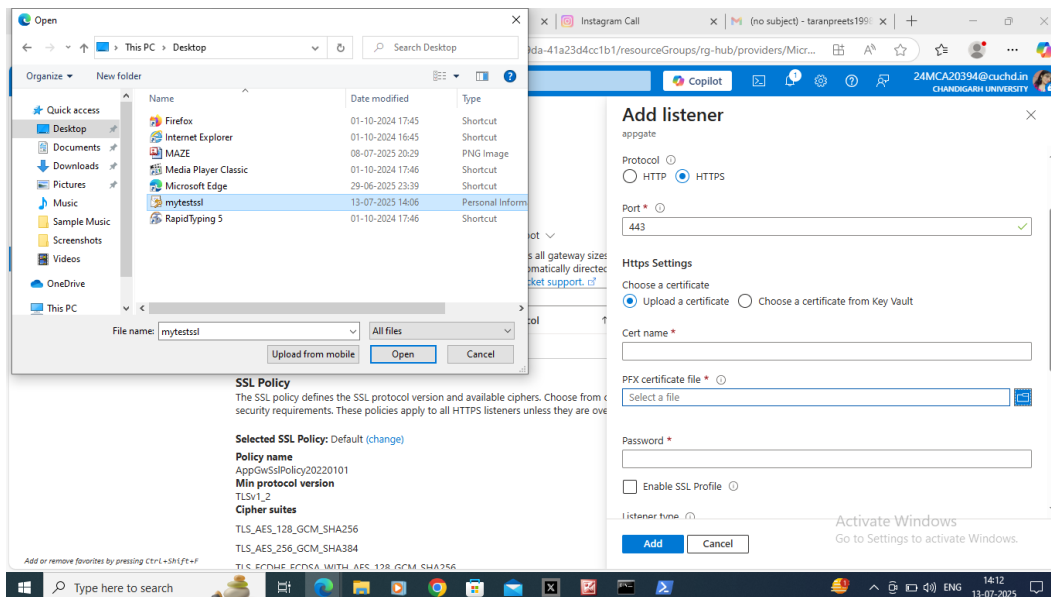 Open
This PC > Desktop
Search Desktop
Organize
New folder
Name
Date modified
Type
Quick access
Desktop
Documents
Downloads
Pictures
Music
Sample Music
Screenshots
Videos
OneDrive
This PC
Firefox 01-10-2024 17:45 Shortcut
Internet Explorer 01-10-2024 16:45 Shortcut
MAZE 08-07-2025 20:29 PNG Image
Media Player Classic 01-10-2024 17:46 Shortcut
Microsoft Edge 29-06-2025 23:39 Shortcut
mytestssl 13-07-2025 14:06 Personal Inform
RapidTyping 5 01-10-2024 17:46 Shortcut
File name: mytestssl
All files
Upload from mobile
Open
Cancel
Instagram Call
(no subject) - taranpreets1998
da-41a23d4cc1b1/resourceGroups/rg-hub/providers/Micr...
Copilot
1
24MCA20394@cuchd.in
CHANDIGARH UNIVERSITY
s all gateway sizes
omatically directed
cket support.
SSL Policy
The SSL policy defines the SSL protocol version and available ciphers. Choose from
security requirements. These policies apply to all HTTPS listeners unless they are ove
Selected SSL Policy: Default (change)
Policy name
AppGwSslPolicy20220101
Min protocol version
TLSv1_2
Cipher suites
TLS_AES_128_GCM_SHA256
TLS_AES_256_GCM_SHA384
TLS_ECDHE_ECDSA_WITH_AES_128_GCM_SHA256
Add or remove favorites by pressing Ctrl+Shift+F
Add listener
appgate
Protocol
HTTP
HTTPS
Port *
443
Https Settings
Choose a certificate
Upload a certificate
Choose a certificate from Key Vault
Cert name *
PFX certificate file *
Select a file
Password *
Enable SSL Profile
Listener type
Add
Cancel
Activate Windows
Go to Settings to activate Windows.
Type here to search
ENG
14:12
13-07-2025